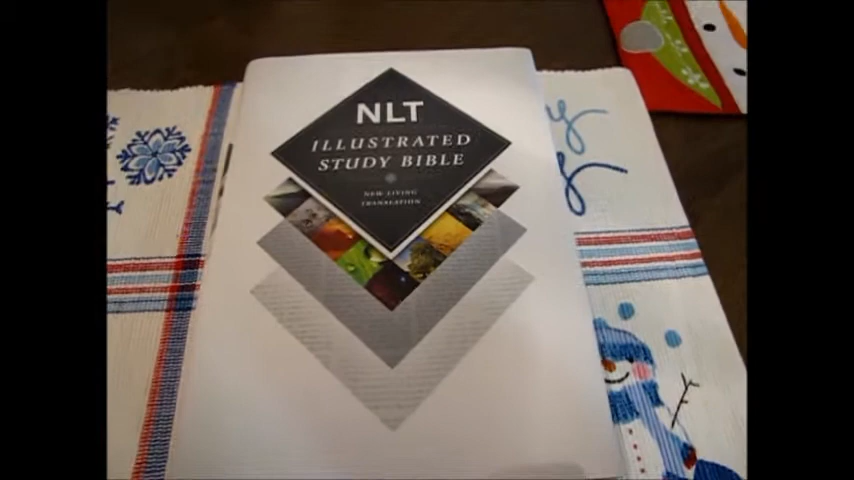 NLT
ILLUSTRATED
STUDY BIBLE
NEW LIVING
TRANSLATION